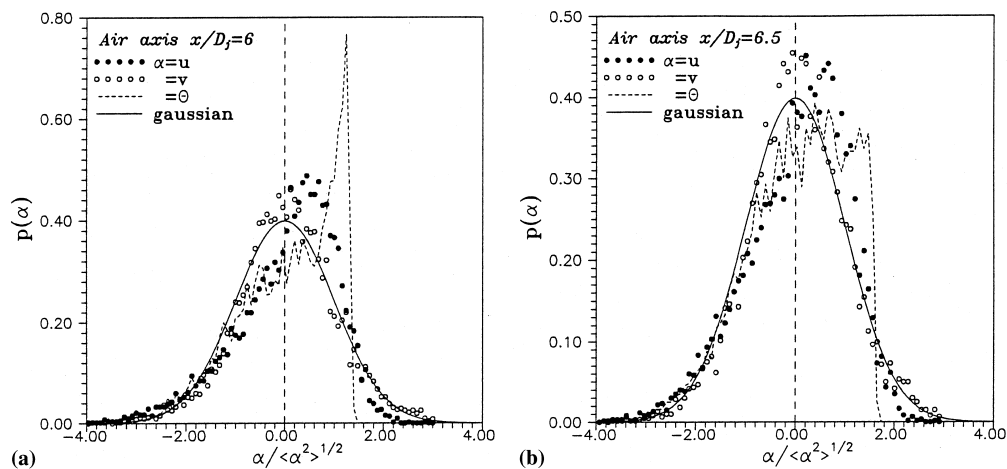 0.80
0.60
0.40
0.20
0.00
Air axis x/Dj=6
α=u
=v
=Θ
gaussian
p(α)
-4.00 -2.00 0.00 2.00 4.00
α/<α²>^1/2
(a)
0.50
0.40
0.30
0.20
0.10
0.00
Air axis x/Dj=6.5
α=u
=v
=Θ
gaussian
p(α)
-4.00 -2.00 0.00 2.00 4.00
α/<α²>^1/2
(b)